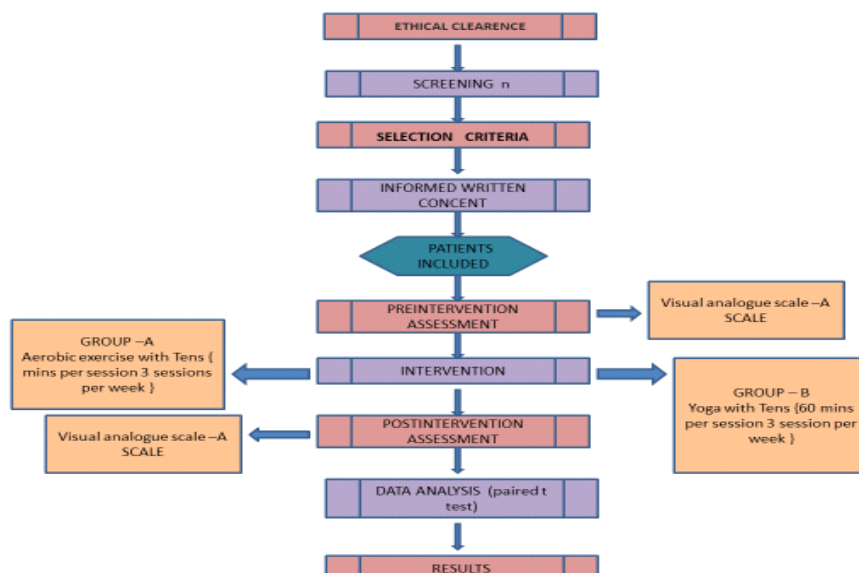 ETHICAL CLEARENCE
SCREENING n
SELECTION CRITERIA
INFORMED WRITTEN
CONCENT
PATIENTS
INCLUDED
PREINTERVENTION
ASSESSMENT
Visual analogue scale –A
SCALE
GROUP –A
Aerobic exercise with Tens {
mins per session 3 sessions
per week }
INTERVENTION
GROUP – B
Yoga with Tens {60 mins
per session 3 session per
week }
POSTINTERVENTION
ASSESSMENT
Visual analogue scale –A
SCALE
DATA ANALYSIS (paired t
test)
RESULTS